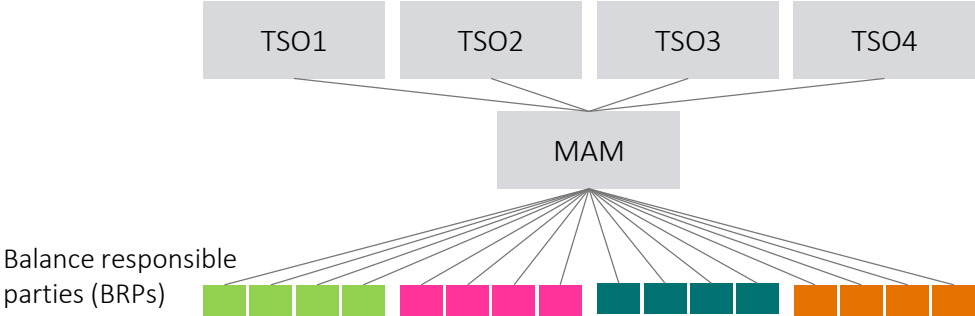 TSO1 TSO2 TSO3 TSO4
MAM
Balance responsible
parties (BRPs)